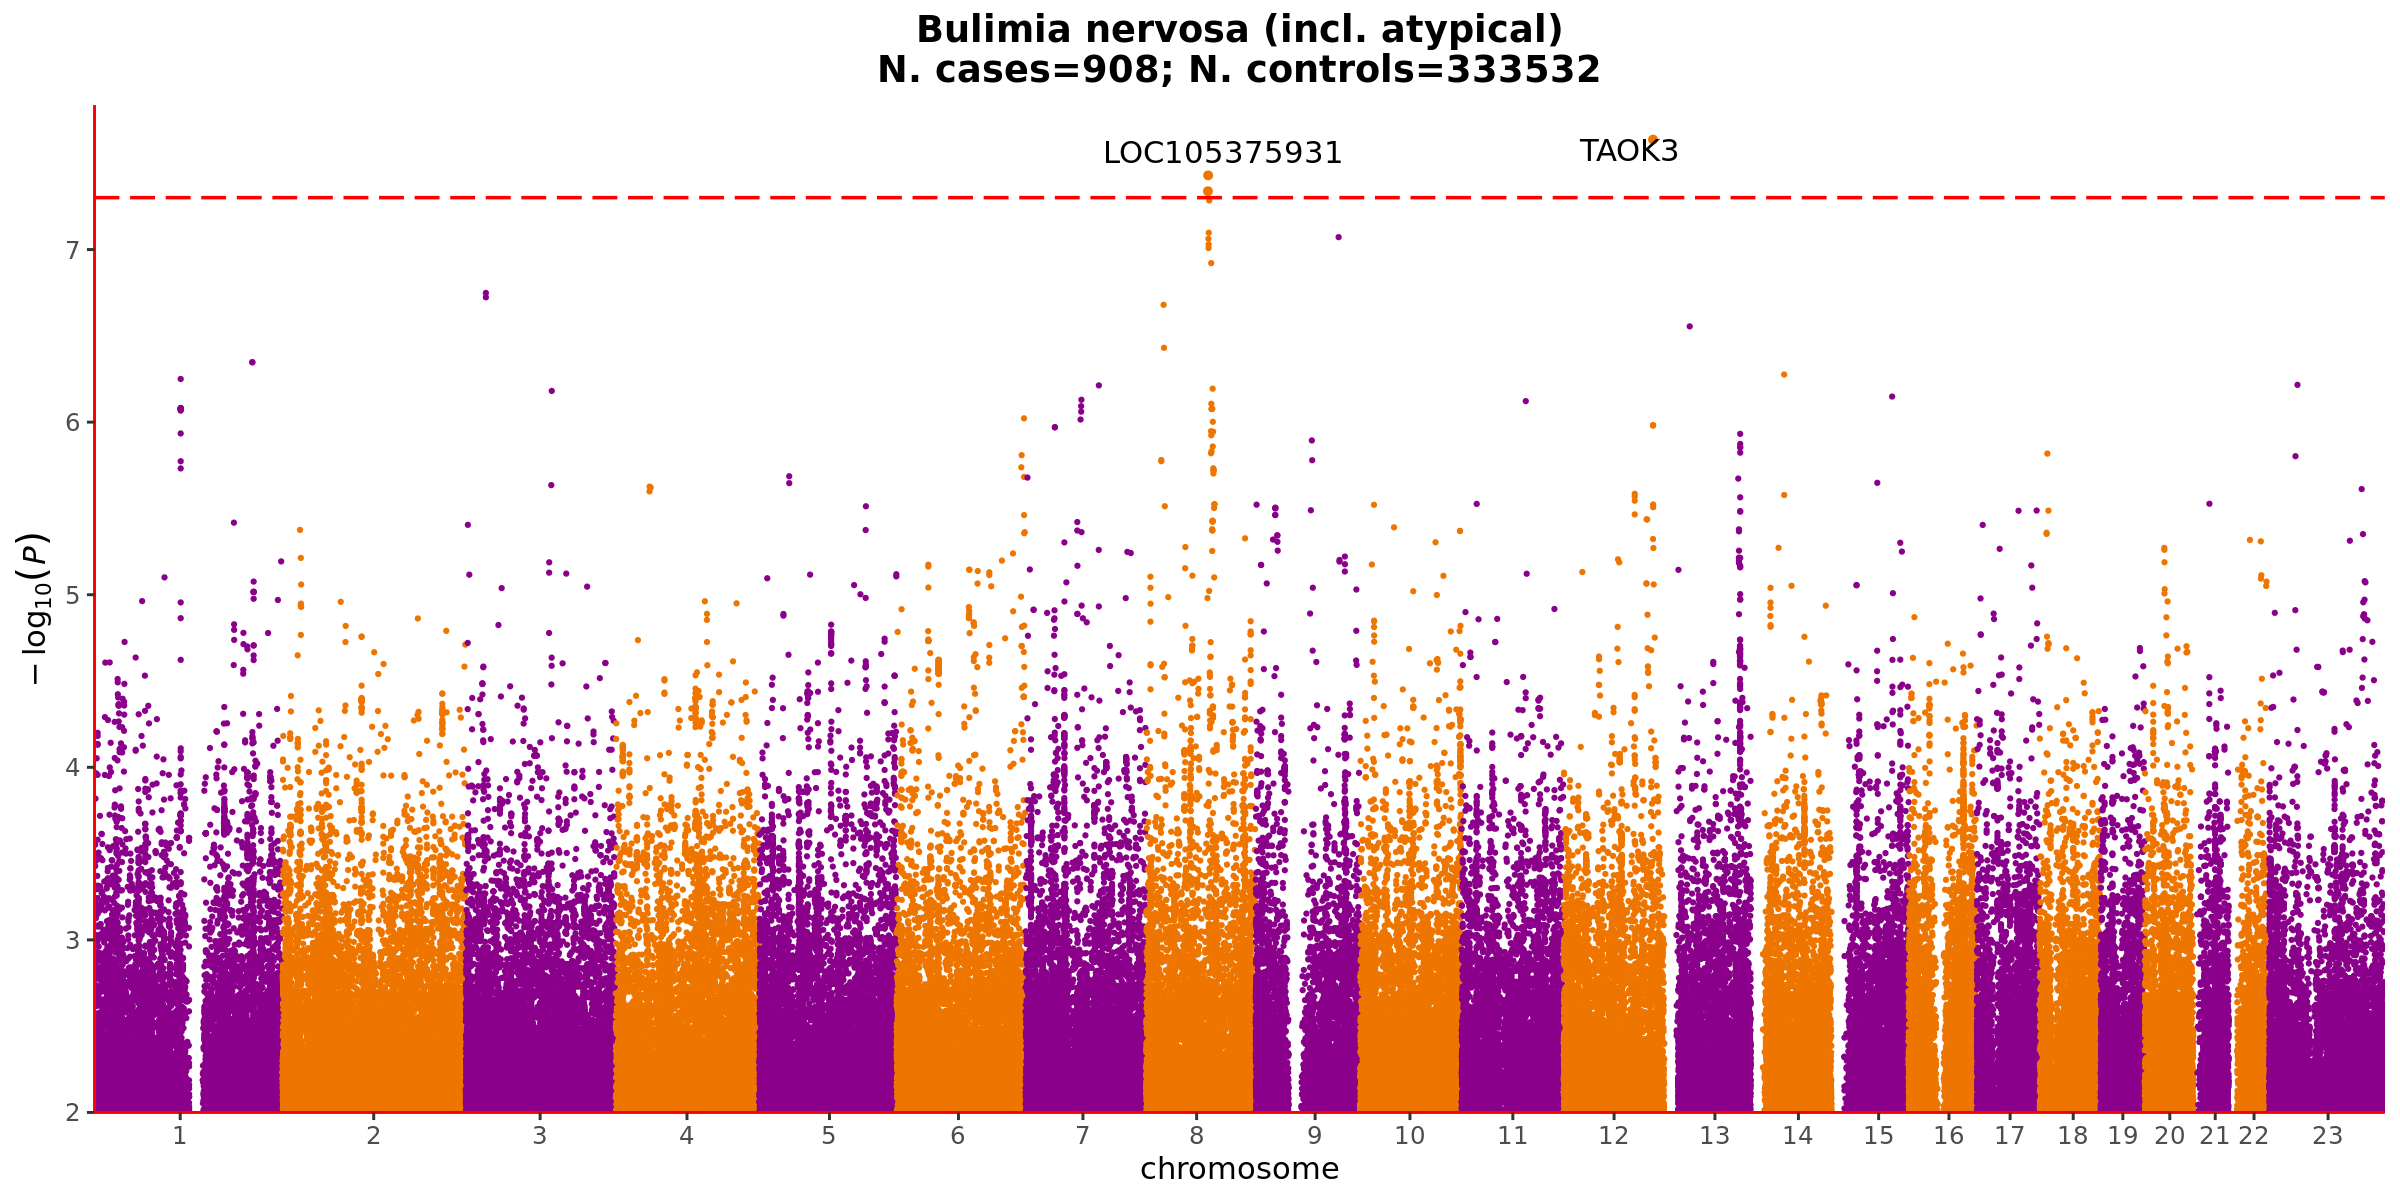 Bulimia nervosa (incl. atypical)
N. cases=908; N. controls=333532
LOC105375931
TAOK3
7
6
5
4
3
2
− log10(P)
1 2 3 4 5 6 7 8 9 10 11 12 13 14 15 16 17 18 19 20 21 22 23
chromosome